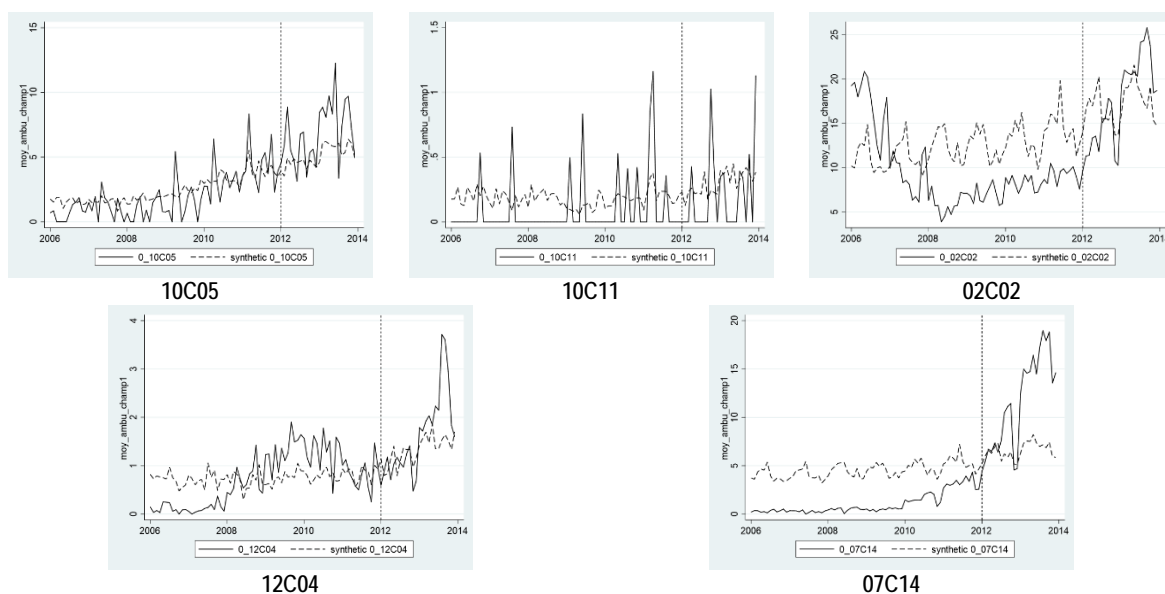 moy_ambu_champ1
15
10
5
0
2006 2008 2010 2012 2014
0_10C05 synthetic 0_10C05
10C05
moy_ambu_champ1
1.5
1
.5
0
2006 2008 2010 2012 2014
0_10C11 synthetic 0_10C11
10C11
moy_ambu_champ1
25
20
15
10
5
2006 2008 2010 2012 2014
0_02C02 synthetic 0_02C02
02C02
moy_ambu_champ1
4
3
2
1
0
2006 2008 2010 2012 2014
0_12C04 synthetic 0_12C04
12C04
moy_ambu_champ1
20
15
10
5
0
2006 2008 2010 2012 2014
0_07C14 synthetic 0_07C14
07C14